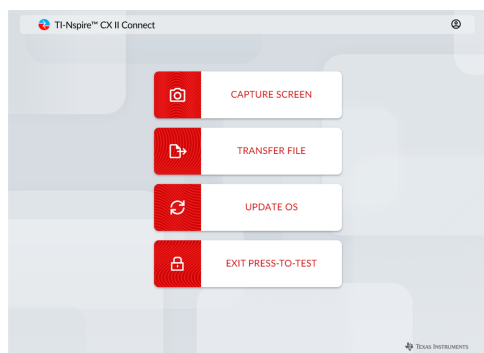 TI-Nspire™ CX II Connect
CAPTURE SCREEN
TRANSFER FILE
UPDATE OS
EXIT PRESS-TO-TEST
TEXAS INSTRUMENTS